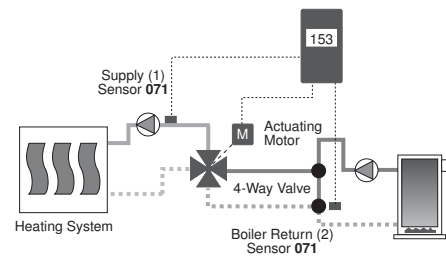 153
Supply (1)
Sensor 071
M
Actuating
Motor
4-Way Valve
Heating System
Boiler Return (2)
Sensor 071